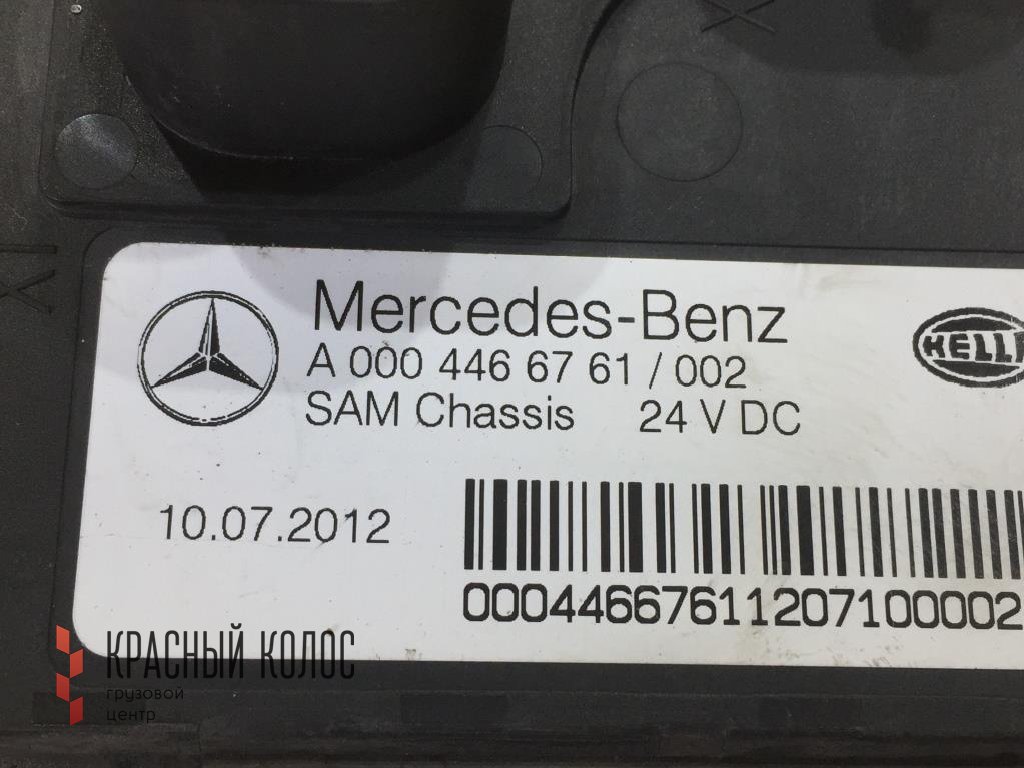 Mercedes-Benz
A 000 446 67 61 / 002
SAM Chassis 24 V DC
10.07.2012
0004466761120710000​2
КРАСНЫЙ КОЛОС
грузовой
центр